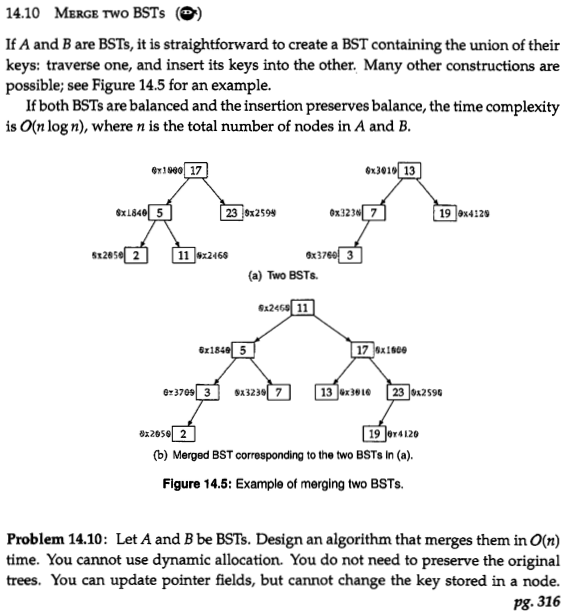 14.10 MERGE TWO BSTS ( )
If A and B are BSTs, it is straightforward to create a BST containing the union of their
keys: traverse one, and insert its keys into the other. Many other constructions are
possible; see Figure 14.5 for an example.
If both BSTs are balanced and the insertion preserves balance, the time complexity
is O(n log n), where n is the total number of nodes in A and B.
0x1000 17 0x3010 13
0x1840 5 23 0x2590 0x3230 7 19 0x4120
0x2050 2 11 0x2460 0x3700 3
(a) Two BSTs.
0x2460 11
0x1840 5 17 0x1000
0x3700 3 0x3230 7 13 0x3010 23 0x2590
0x2050 2 19 0x4120
(b) Merged BST corresponding to the two BSTs in (a).
Figure 14.5: Example of merging two BSTs.
Problem 14.10: Let A and B be BSTs. Design an algorithm that merges them in O(n)
time. You cannot use dynamic allocation. You do not need to preserve the original
trees. You can update pointer fields, but cannot change the key stored in a node.
pg. 316